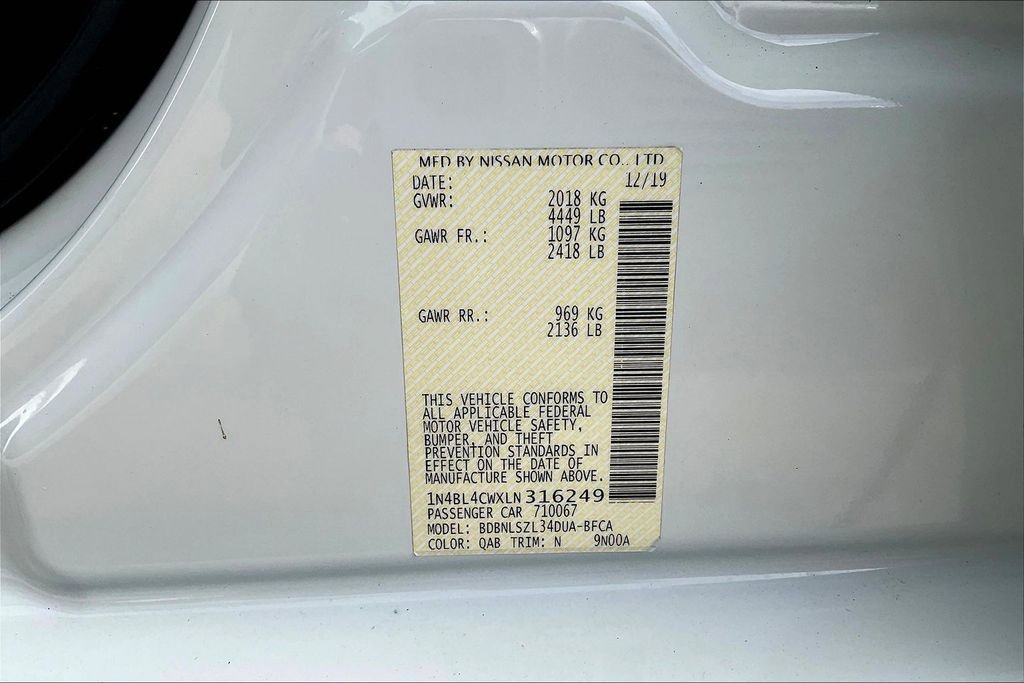 MFD BY NISSAN MOTOR CO., LTD
DATE: 12/19
GVWR: 2018 KG
4449 LB
GAWR FR.: 1097 KG
2418 LB
GAWR RR.: 969 KG
2136 LB
THIS VEHICLE CONFORMS TO
ALL APPLICABLE FEDERAL
MOTOR VEHICLE SAFETY,
BUMPER, AND THEFT
PREVENTION STANDARDS IN
EFFECT ON THE DATE OF
MANUFACTURE SHOWN ABOVE.
1N4BL4CWXLN316249
PASSENGER CAR 710067
MODEL: BDBNLSZL34DUA-BFCA
COLOR: QAB TRIM: N 9N00A